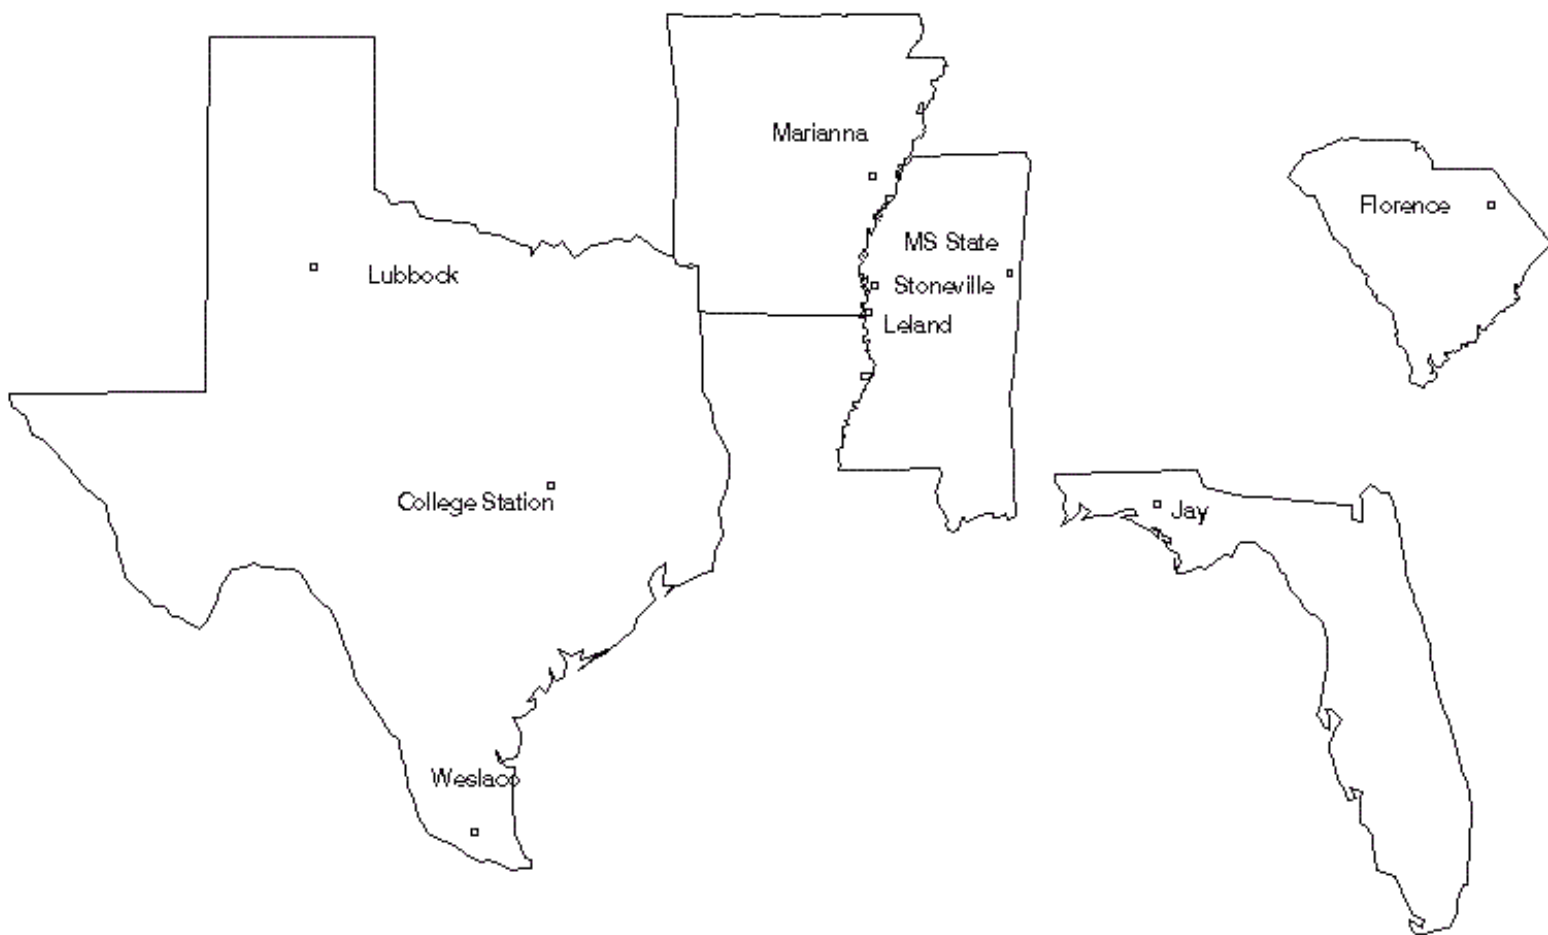 Marianna
Florence
MS State
Lubbock
Stoneville
Leland
College Station
Jay
Weslaco